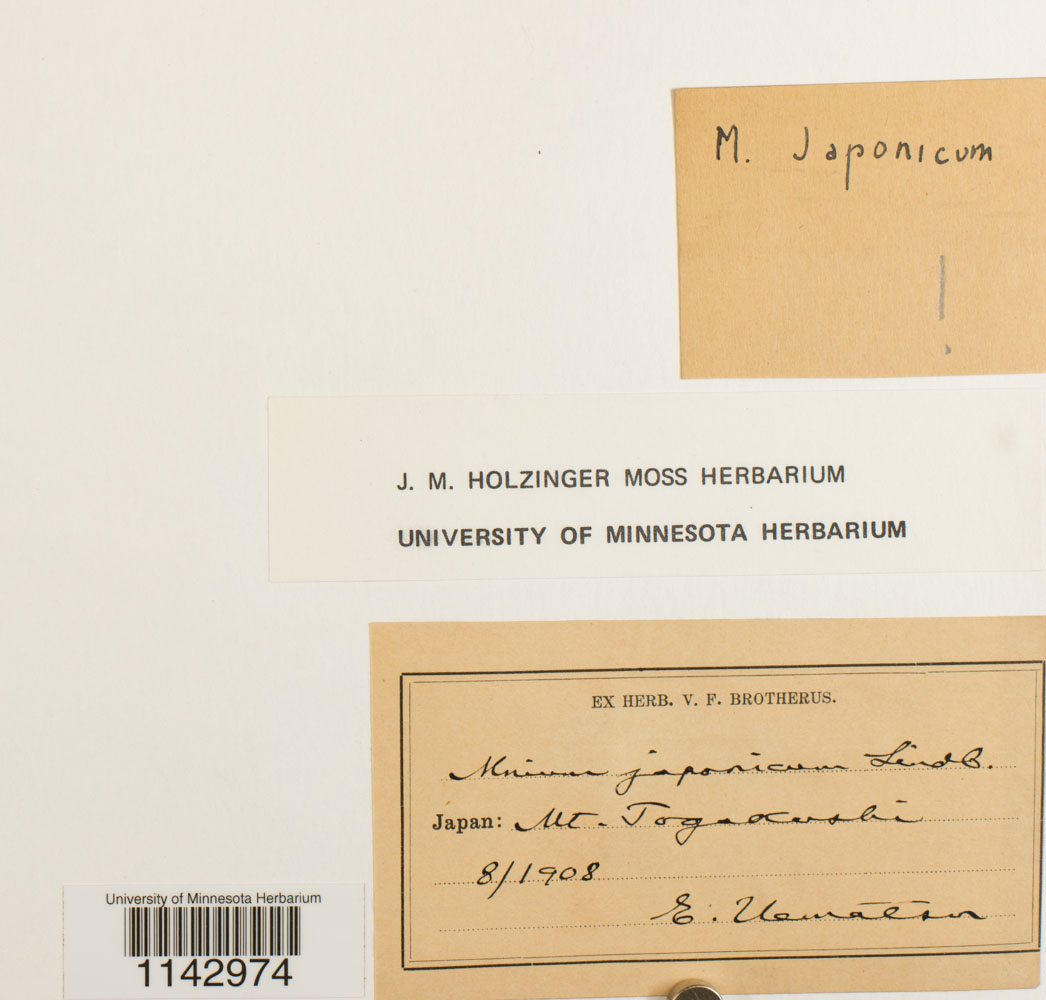 M. Japonicum
J. M. HOLZINGER MOSS HERBARIUM
UNIVERSITY OF MINNESOTA HERBARIUM
EX HERB. V. F. BROTHERUS.
Mnium japonicum Lindb.
Japan: Mt. Togakushi
8/1908
E. Uematsu
University of Minnesota Herbarium
1142974